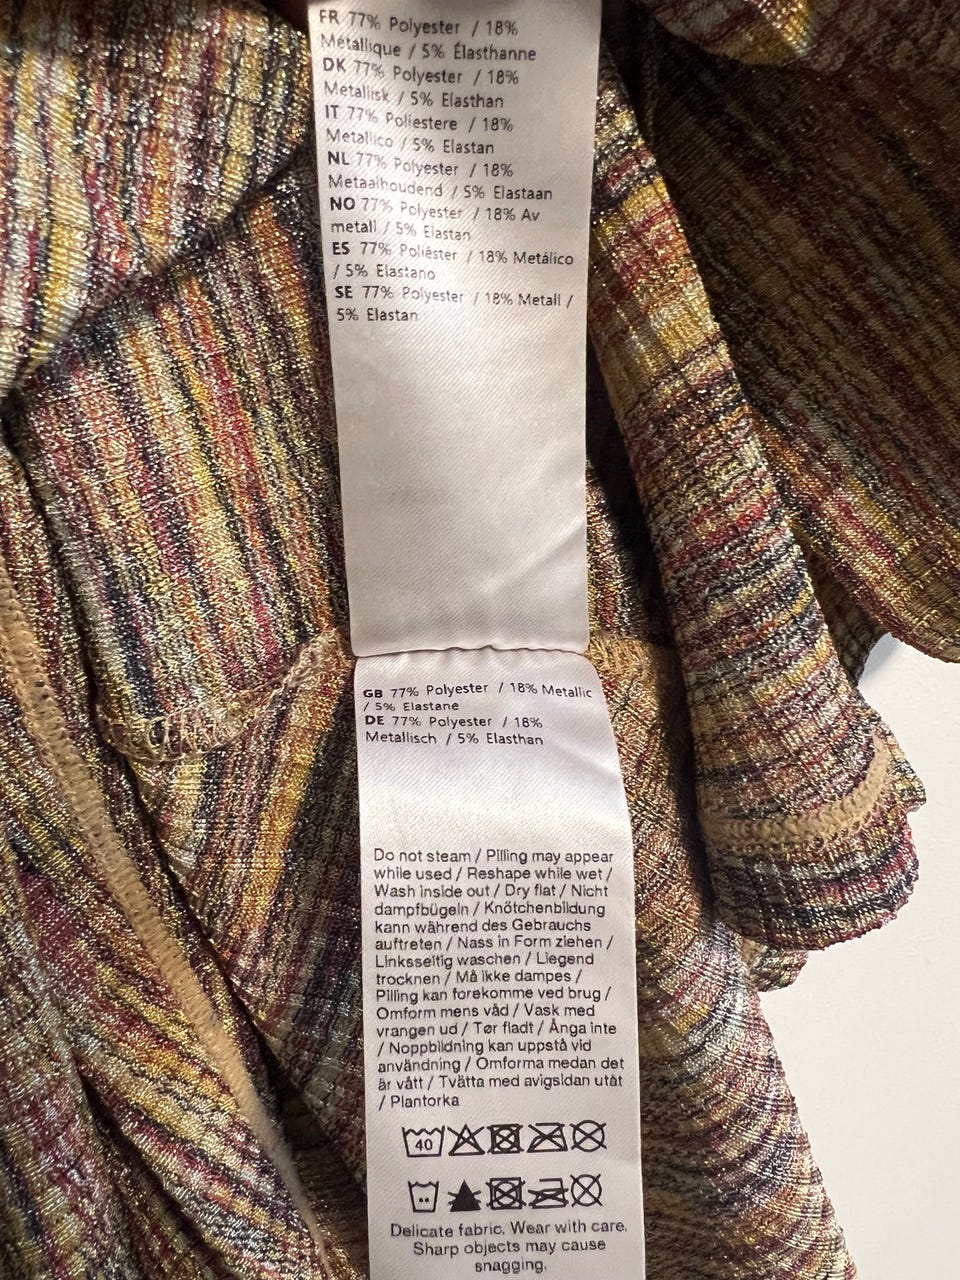 FR 77% Polyester / 18%
Métallique / 5% Élasthanne
DK 77% Polyester / 18%
Metallisk / 5% Elasthan
IT 77% Poliestere / 18%
Metallico / 5% Elastan
NL 77% Polyester / 18%
Metaalhoudend / 5% Elastaan
NO 77% Polyester / 18% Av
metall / 5% Elastan
ES 77% Poliéster / 18% Metálico
/ 5% Elastano
SE 77% Polyester / 18% Metall /
5% Elastan
GB 77% Polyester / 18% Metallic
/ 5% Elastane
DE 77% Polyester / 18%
Metallisch / 5% Elasthan
Do not steam / Pilling may appear
while used / Reshape while wet /
Wash inside out / Dry flat / Nicht
dampfbügeln / Knötchenbildung
kann während des Gebrauchs
auftreten / Nass in Form ziehen /
Linksseitig waschen / Liegend
trocknen / Må ikke dampes /
Pilling kan forekomme ved brug /
Omform mens våd / Vask med
vrangen ud / Tør fladt / Ånga inte
/ Noppbildning kan uppstå vid
användning / Omforma medan det
är vått / Tvätta med avigsidan utåt
/ Plantorka
40
Delicate fabric. Wear with care.
Sharp objects may cause
snagging.